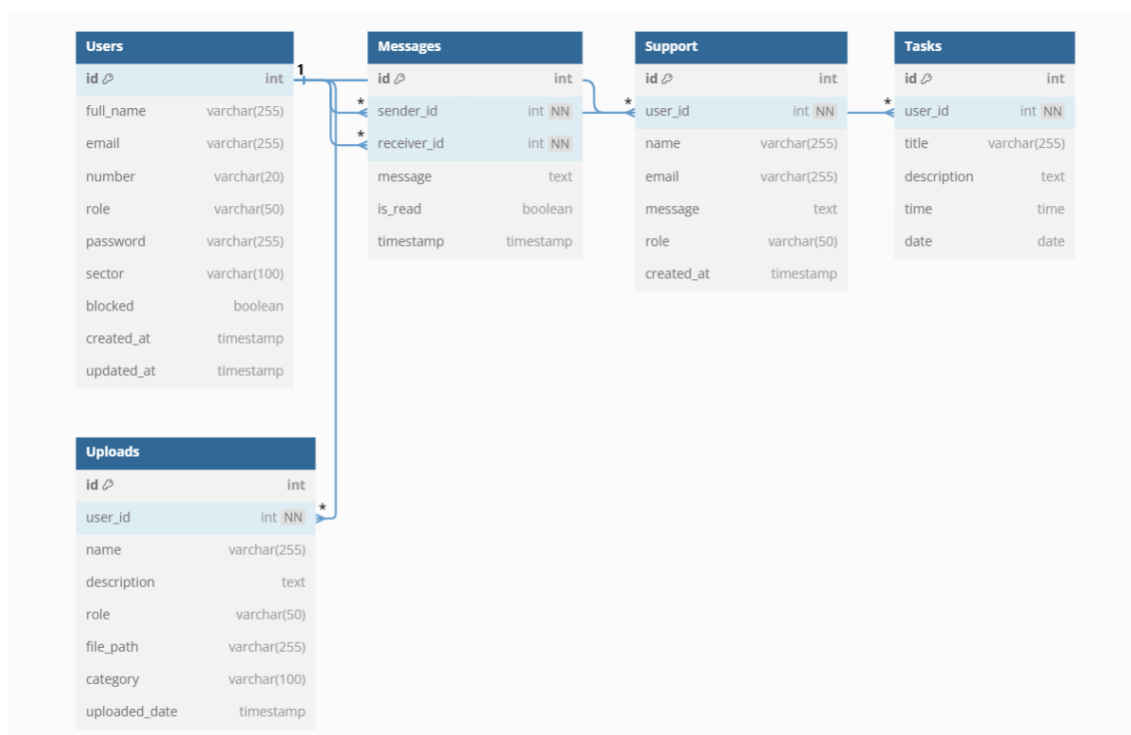 Users
id int
full_name varchar(255)
email varchar(255)
number varchar(20)
role varchar(50)
password varchar(255)
sector varchar(100)
blocked boolean
created_at timestamp
updated_at timestamp
1
*
*
Messages
id int
sender_id int NN
receiver_id int NN
message text
is_read boolean
timestamp timestamp
*
Support
id int
user_id int NN
name varchar(255)
email varchar(255)
message text
role varchar(50)
created_at timestamp
*
Tasks
id int
user_id int NN
title varchar(255)
description text
time time
date date
Uploads
id int
user_id int NN
*
name varchar(255)
description text
role varchar(50)
file_path varchar(255)
category varchar(100)
uploaded_date timestamp